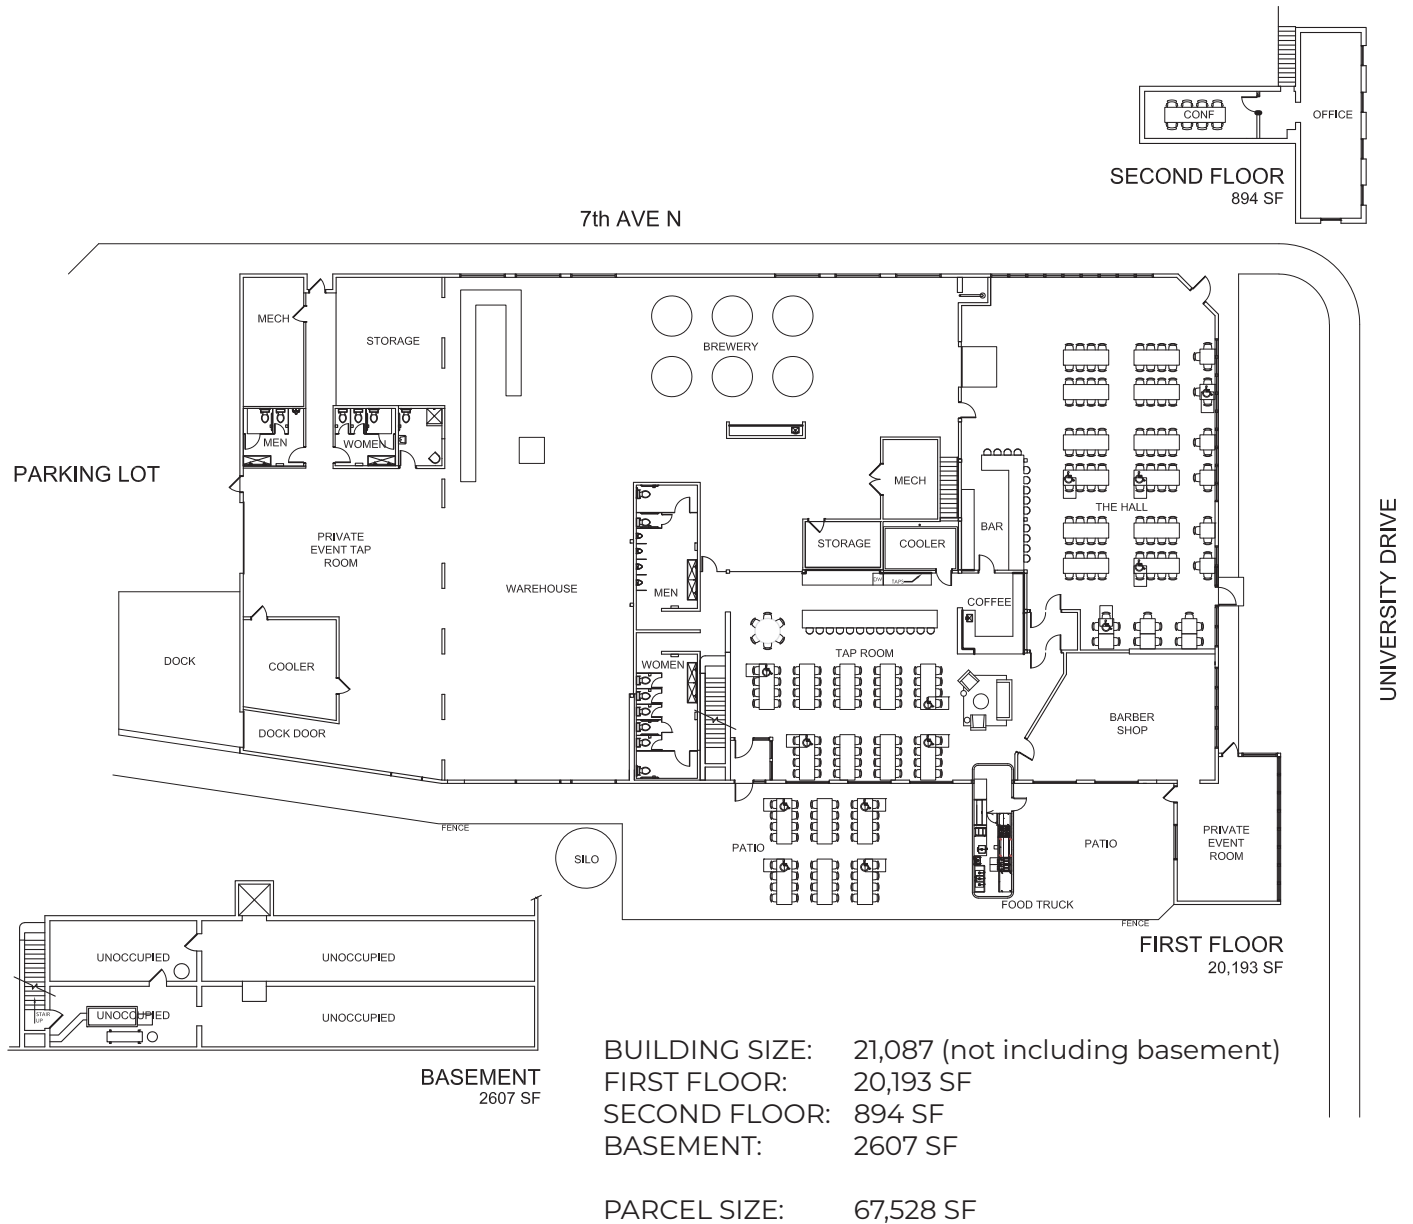 CONF
OFFICE
SECOND FLOOR
894 SF
7th AVE N
MECH
STORAGE
BREWERY
MEN
WOMEN
PARKING LOT
MECH
THE HALL
BAR
PRIVATE
EVENT TAP
ROOM
STORAGE
COOLER
UNIVERSITY DRIVE
WAREHOUSE
MEN
DW
TAPS
COFFEE
DOCK
COOLER
WOMEN
TAP ROOM
BARBER
SHOP
DOCK DOOR
FENCE
SILO
PATIO
PATIO
PRIVATE
EVENT
ROOM
FOOD TRUCK
FENCE
FIRST FLOOR
20,193 SF
UNOCCUPIED
UNOCCUPIED
STAIR
UP
UNOCCUPIED
UNOCCUPIED
BASEMENT
2607 SF
BUILDING SIZE: 21,087 (not including basement)
FIRST FLOOR: 20,193 SF
SECOND FLOOR: 894 SF
BASEMENT: 2607 SF
PARCEL SIZE: 67,528 SF